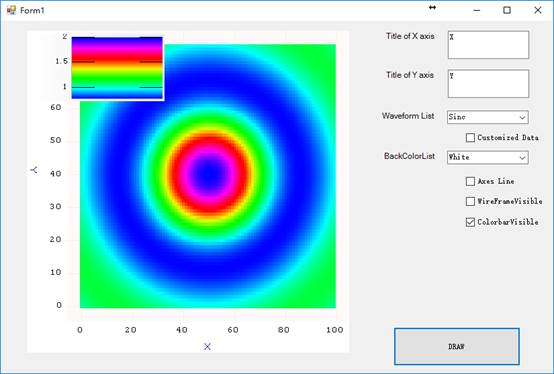 Form1
Title of X axis
X
Title of Y axis
Y
Waveform List
Sinc
Customized Data
BackColorList
White
Axes Line
WireFrameVisible
ColorbarVisible
DRAW
2
1.5
1
60
50
40
30
20
10
0
Y
0 20 40 60 80 100
X